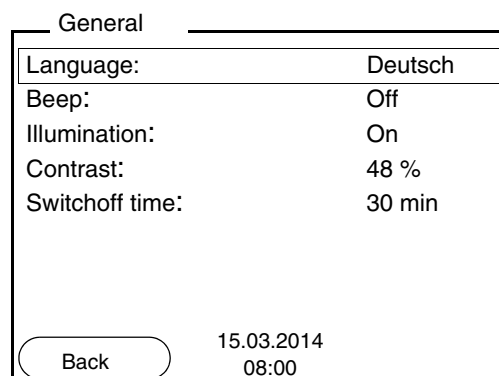 General
Language: Deutsch
Beep: Off
Illumination: On
Contrast: 48 %
Switchoff time: 30 min
15.03.2014
Back 08:00